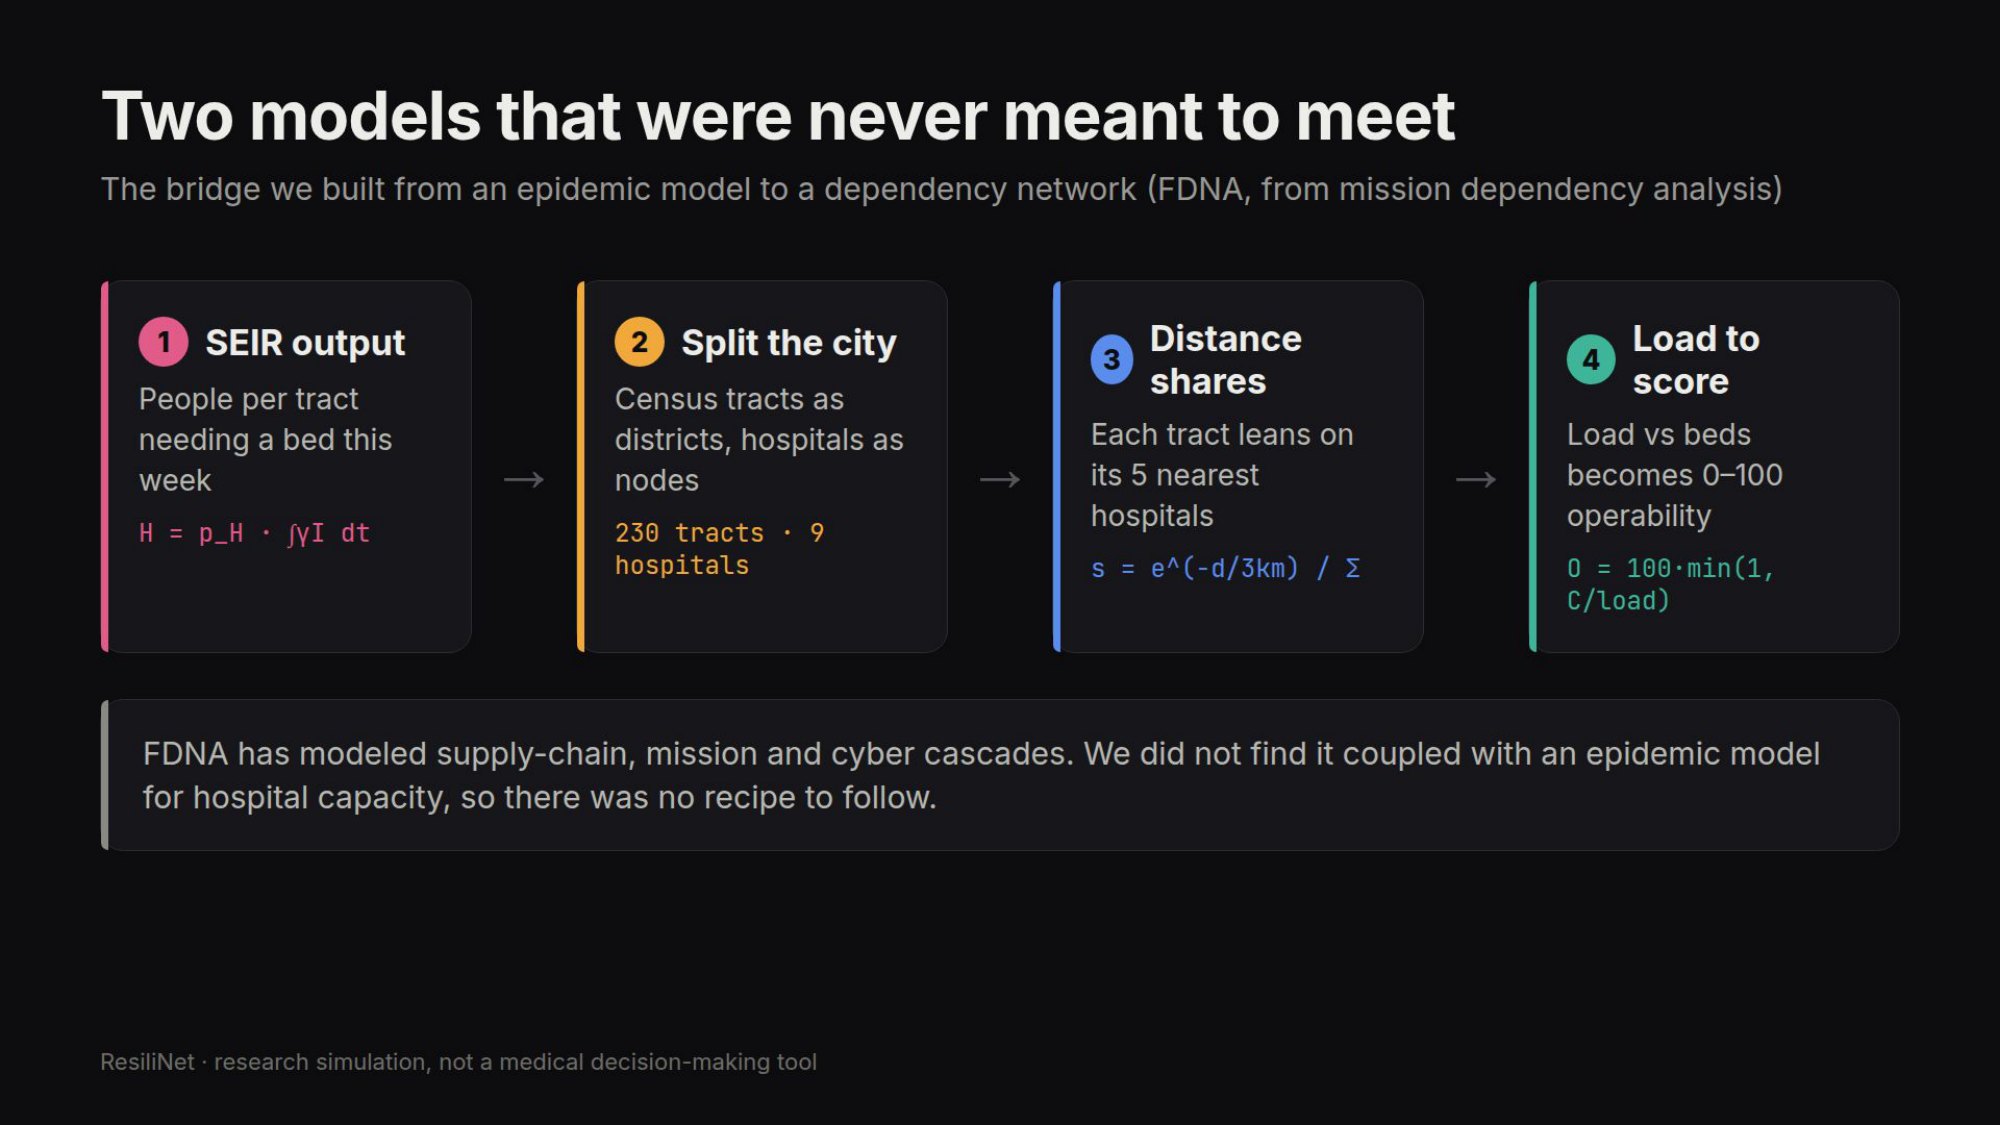 Two models that were never meant to meet
The bridge we built from an epidemic model to a dependency network (FDNA, from mission dependency analysis)
1 SEIR output
People per tract
needing a bed this
week
H = p_H · ∫γI dt
→
2 Split the city
Census tracts as
districts, hospitals as
nodes
230 tracts · 9
hospitals
→
3 Distance
shares
Each tract leans on
its 5 nearest
hospitals
s = e^(-d/3km) / Σ
→
4 Load to
score
Load vs beds
becomes 0–100
operability
O = 100·min(1,
C/load)
FDNA has modeled supply-chain, mission and cyber cascades. We did not find it coupled with an epidemic model
for hospital capacity, so there was no recipe to follow.
ResiliNet · research simulation, not a medical decision-making tool